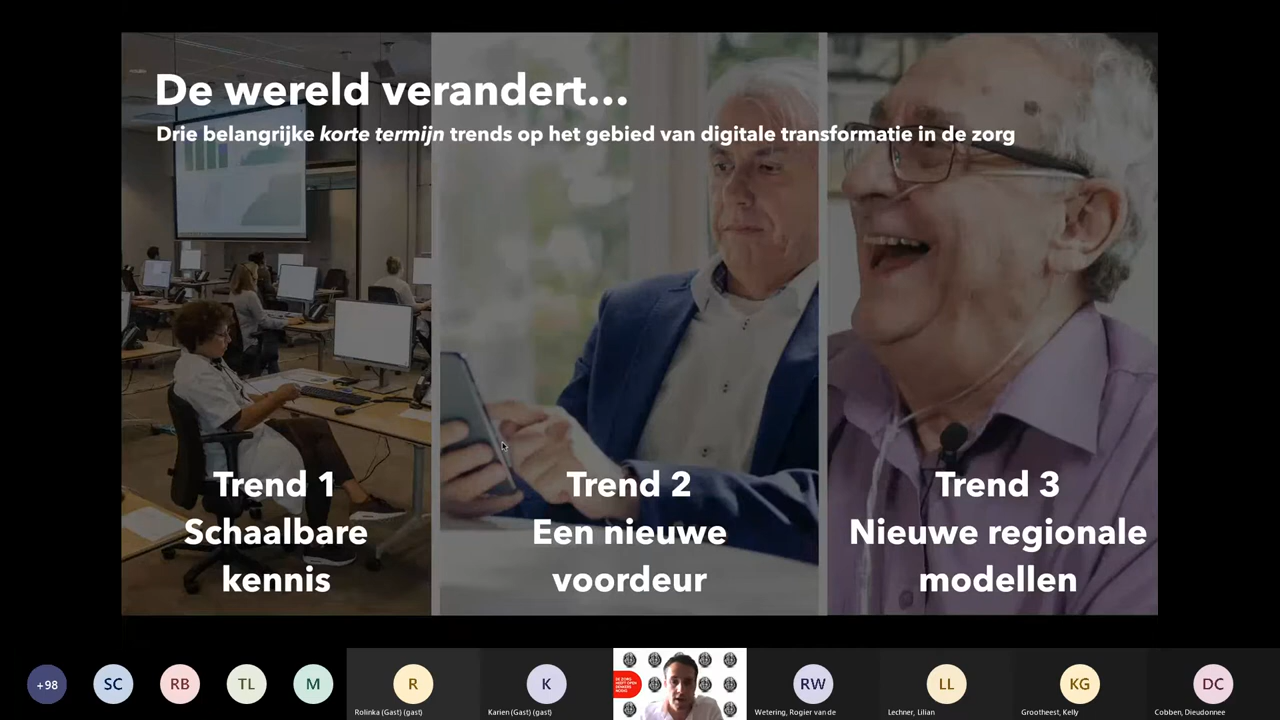 De wereld verandert...
Drie belangrijke korte termijn trends op het gebied van digitale transformatie in de zorg
Trend 1
Schaalbare
kennis
Trend 2
Een nieuwe
voordeur
Trend 3
Nieuwe regionale
modellen
+98
SC
RB
TL
M
R
K
RW
LL
KG
DC
Rolinka (Gast) (gast)
Karien (Gast) (gast)
Wetering, Rogier van de
Lechner, Lilian
Grootheest, Kelly
Cobben, Dieudonnee